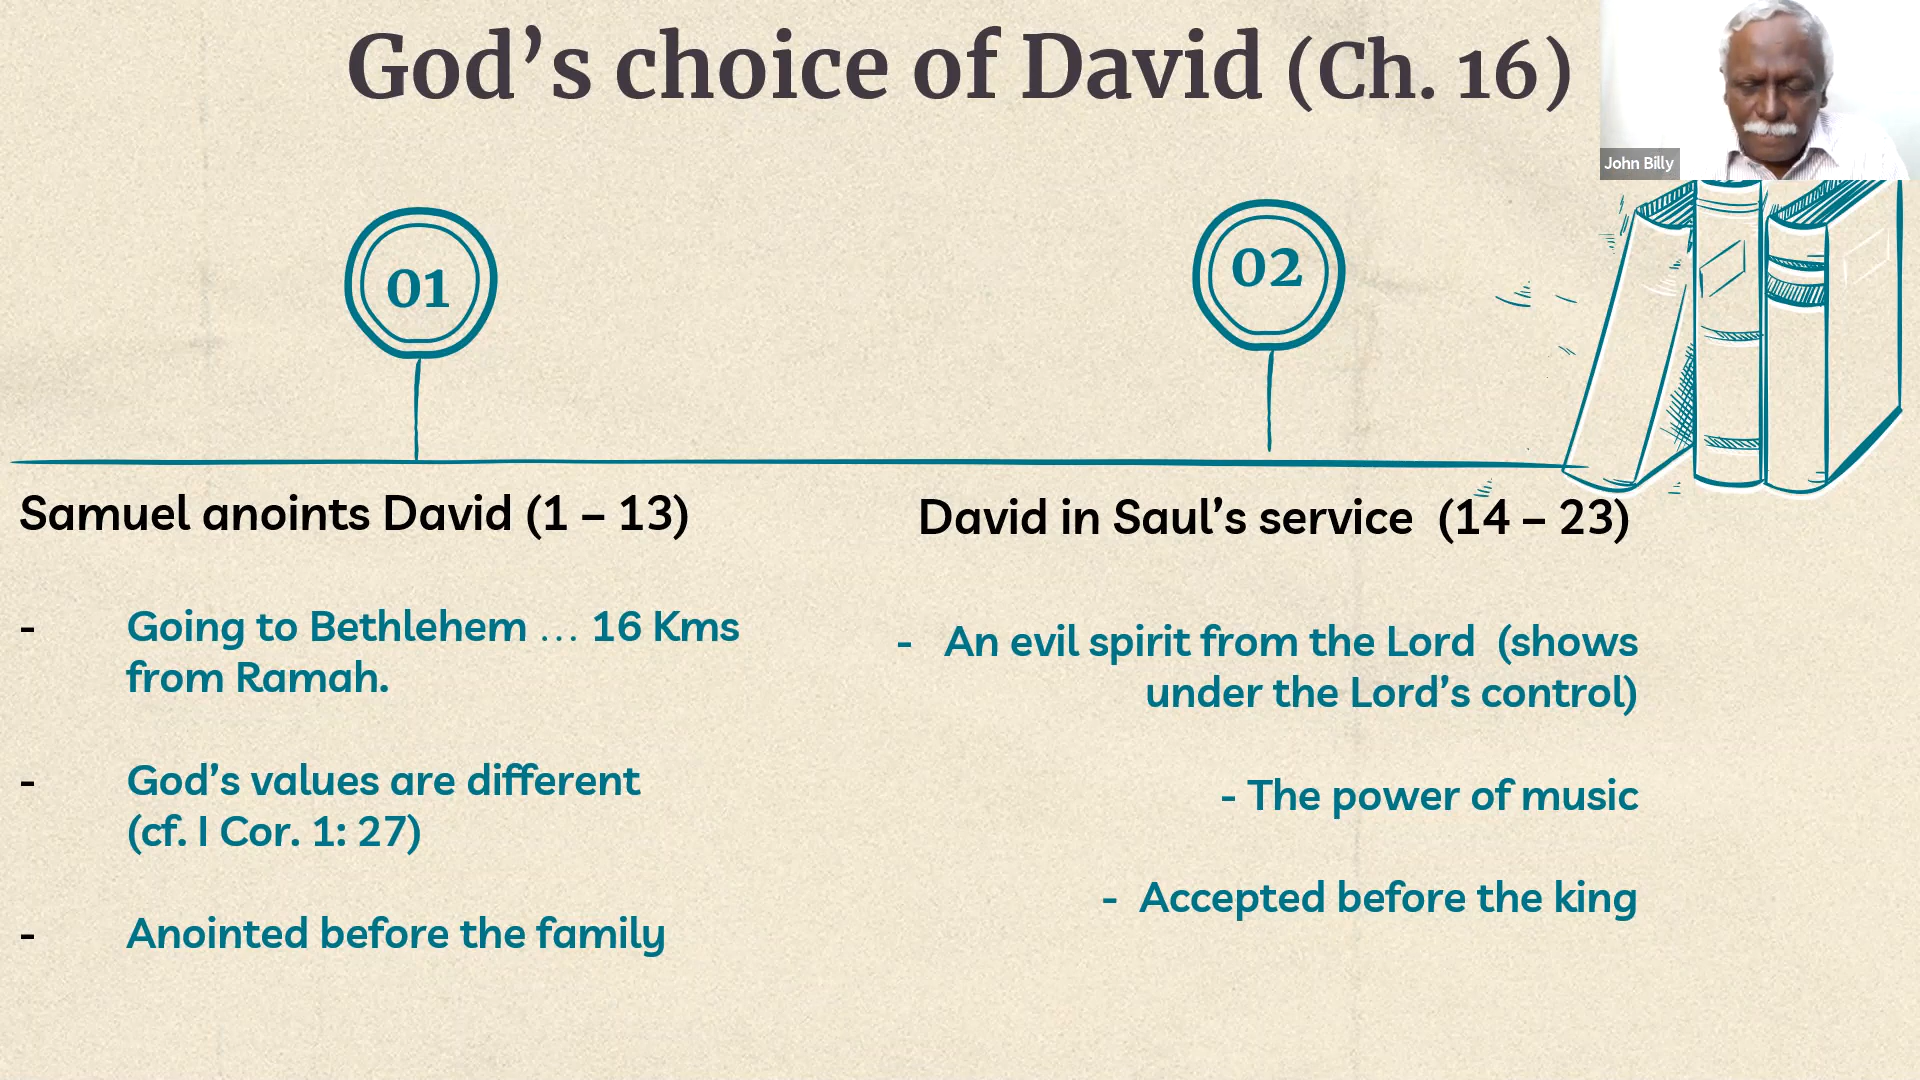 God’s choice of David (Ch. 16)
John Billy
01
02
Samuel anoints David (1 – 13)
- Going to Bethlehem … 16 Kms
from Ramah.
- God’s values are different
(cf. I Cor. 1: 27)
- Anointed before the family
David in Saul’s service (14 – 23)
- An evil spirit from the Lord (shows
under the Lord’s control)
- The power of music
- Accepted before the king